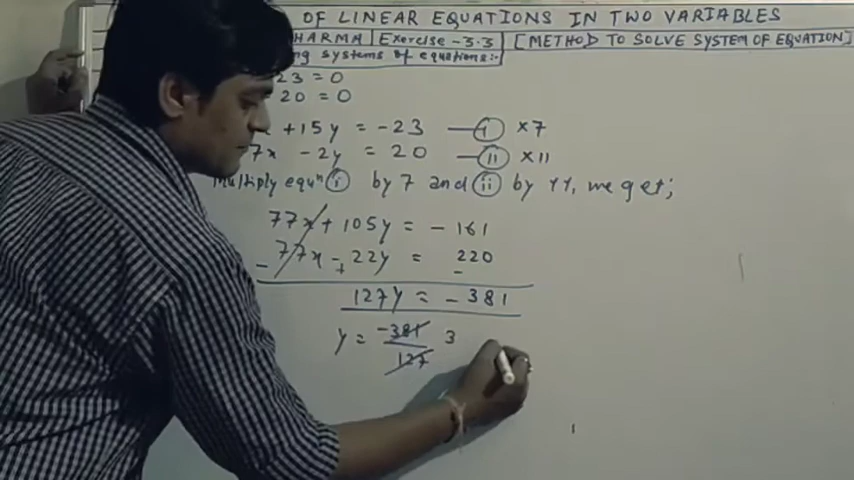 OF LINEAR EQUATIONS IN TWO VARIABLES
HARMA | Exercise - 3.3 [METHOD TO SOLVE SYSTEM OF EQUATION]
ng systems of equations:-
23 = 0
20 = 0
+15y = -23 — (i) ×7
7x - 2y = 20 — (ii) ×11
Multiply equⁿ (i) by 7 and (ii) by 11, we get;
77x + 105y = - 161
- 77x -+ 22y = - 220
127y = - 381
y = -381/127 3